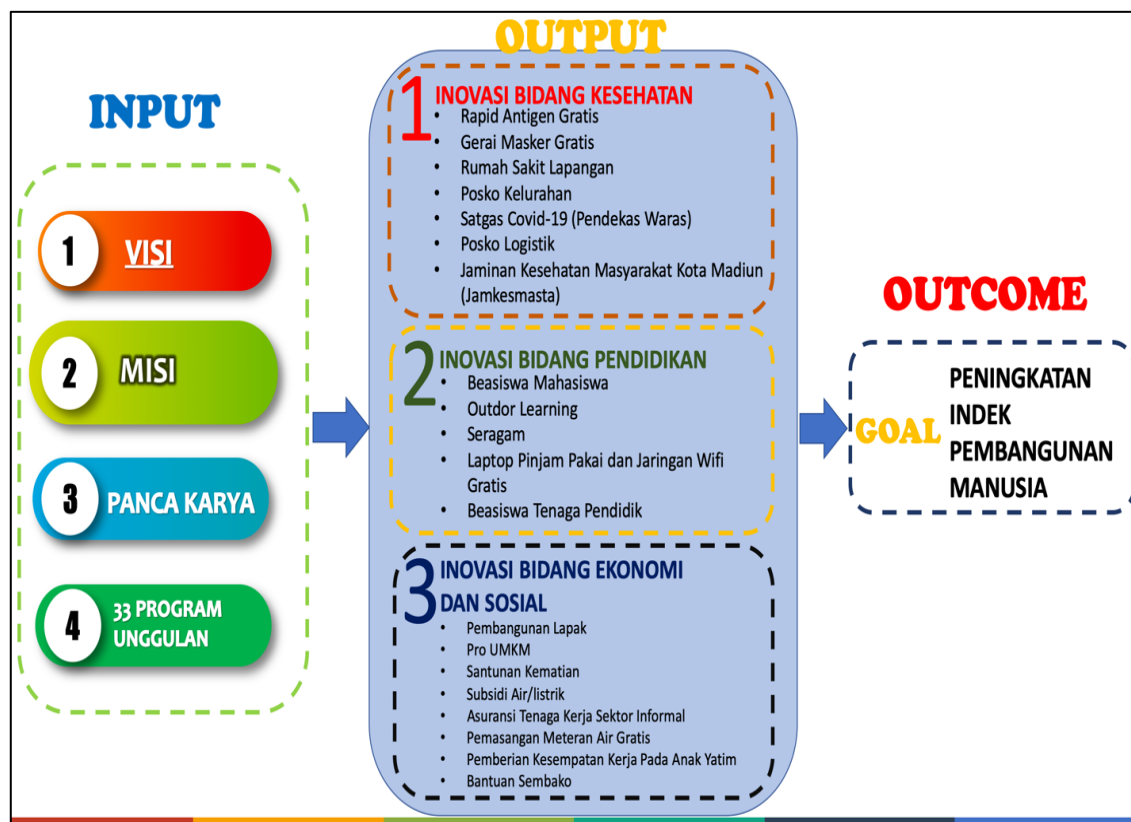 INPUT
1
VISI
2
MISI
3
PANCA KARYA
4
33 PROGRAM
UNGGULAN
OUTPUT
1
INOVASI BIDANG KESEHATAN
• Rapid Antigen Gratis
• Gerai Masker Gratis
• Rumah Sakit Lapangan
• Posko Kelurahan
• Satgas Covid-19 (Pendekas Waras)
• Posko Logistik
• Jaminan Kesehatan Masyarakat Kota Madiun
(Jamkesmasta)
2
INOVASI BIDANG PENDIDIKAN
• Beasiswa Mahasiswa
• Outdor Learning
• Seragam
• Laptop Pinjam Pakai dan Jaringan Wifi
Gratis
• Beasiswa Tenaga Pendidik
3
INOVASI BIDANG EKONOMI
DAN SOSIAL
• Pembangunan Lapak
• Pro UMKM
• Santunan Kematian
• Subsidi Air/listrik
• Asuransi Tenaga Kerja Sektor Informal
• Pemasangan Meteran Air Gratis
• Pemberian Kesempatan Kerja Pada Anak Yatim
• Bantuan Sembako
OUTCOME
GOAL
PENINGKATAN
INDEK
PEMBANGUNAN
MANUSIA